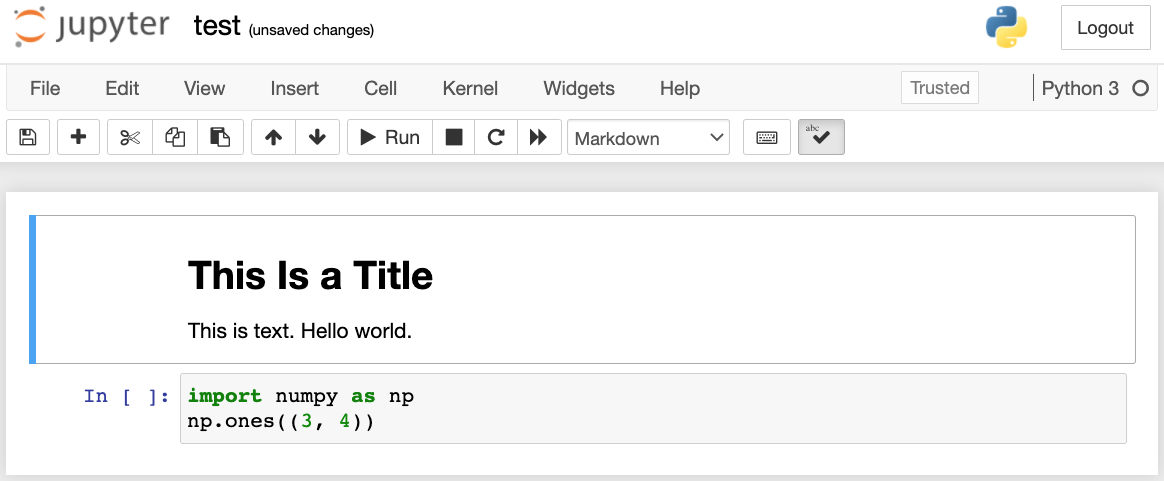 jupyter test (unsaved changes) Logout
File Edit View Insert Cell Kernel Widgets Help Trusted Python 3
Run Markdown abc
This Is a Title
This is text. Hello world.
In [ ]: import numpy as np
np.ones((3, 4))